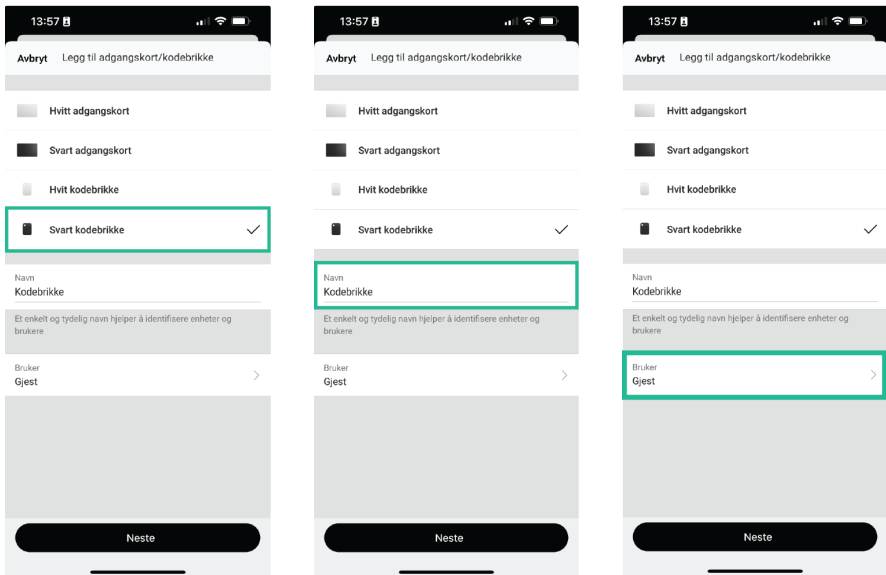 13:57
Avbryt Legg til adgangskort/kodebrikke
Hvitt adgangskort
Svart adgangskort
Hvit kodebrikke
Svart kodebrikke
Navn
Kodebrikke
Et enkelt og tydelig navn hjelper å identifisere enheter og
brukere
Bruker
Gjest
Neste
13:57
Avbryt Legg til adgangskort/kodebrikke
Hvitt adgangskort
Svart adgangskort
Hvit kodebrikke
Svart kodebrikke
Navn
Kodebrikke
Et enkelt og tydelig navn hjelper å identifisere enheter og
brukere
Bruker
Gjest
Neste
13:57
Avbryt Legg til adgangskort/kodebrikke
Hvitt adgangskort
Svart adgangskort
Hvit kodebrikke
Svart kodebrikke
Navn
Kodebrikke
Et enkelt og tydelig navn hjelper å identifisere enheter og
brukere
Bruker
Gjest
Neste